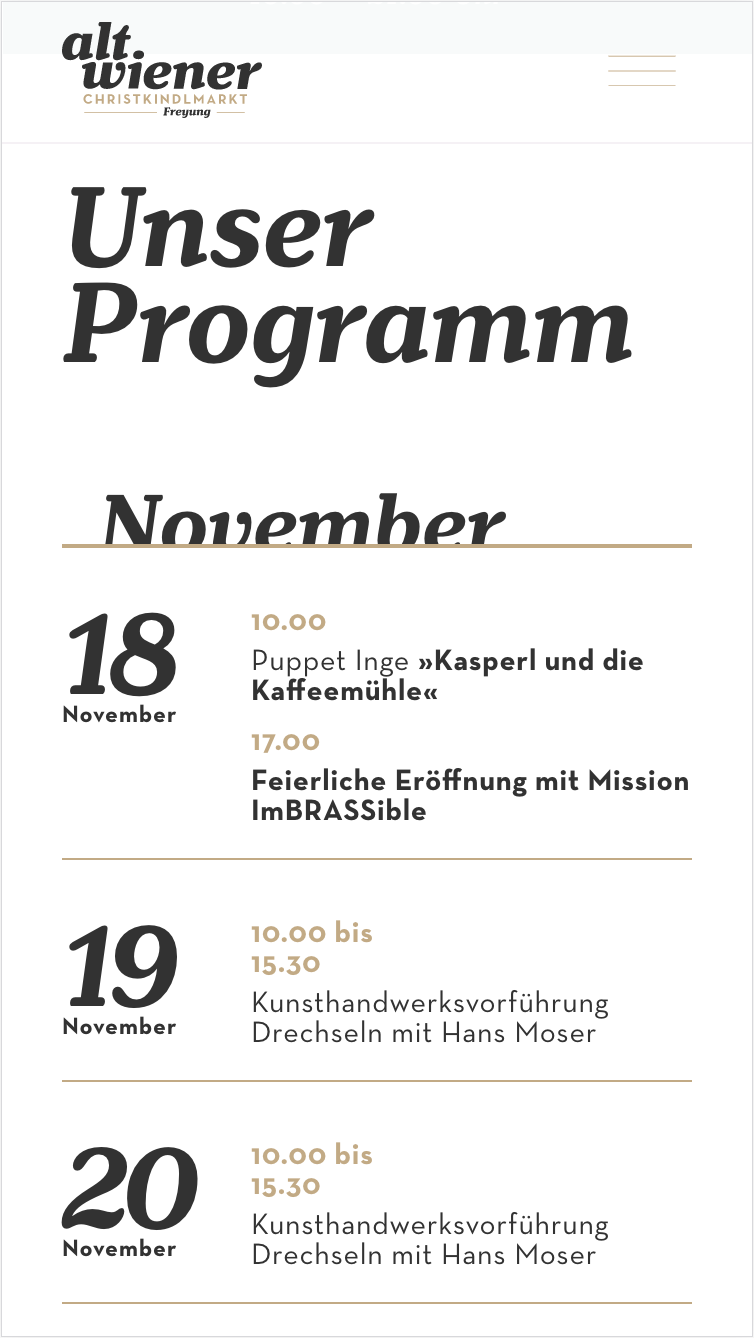 alt
wiener
CHRISTKINDLMARKT
Freyung
Unser
Programm
November
18
November
10.00
Puppet Inge »Kasperl und die
Kaffeemühle«
17.00
Feierliche Eröffnung mit Mission
ImBRASSible
19
November
10.00 bis
15.30
Kunsthandwerksvorführung
Drechseln mit Hans Moser
20
November
10.00 bis
15.30
Kunsthandwerksvorführung
Drechseln mit Hans Moser